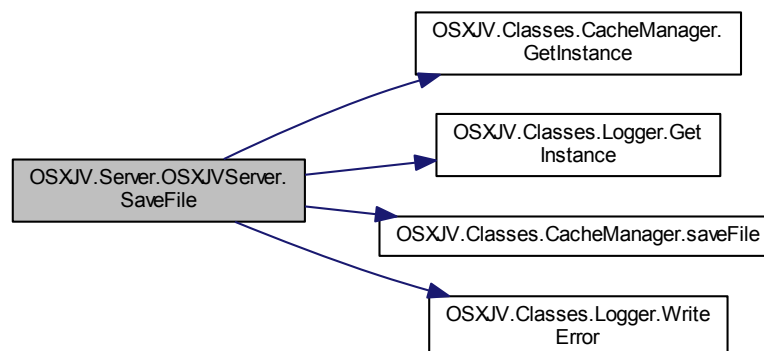 OSXJV.Classes.CacheManager.
GetInstance
OSXJV.Classes.Logger.Get
Instance
OSXJV.Server.OSXJVServer.
SaveFile
OSXJV.Classes.CacheManager.saveFile
OSXJV.Classes.Logger.Write
Error